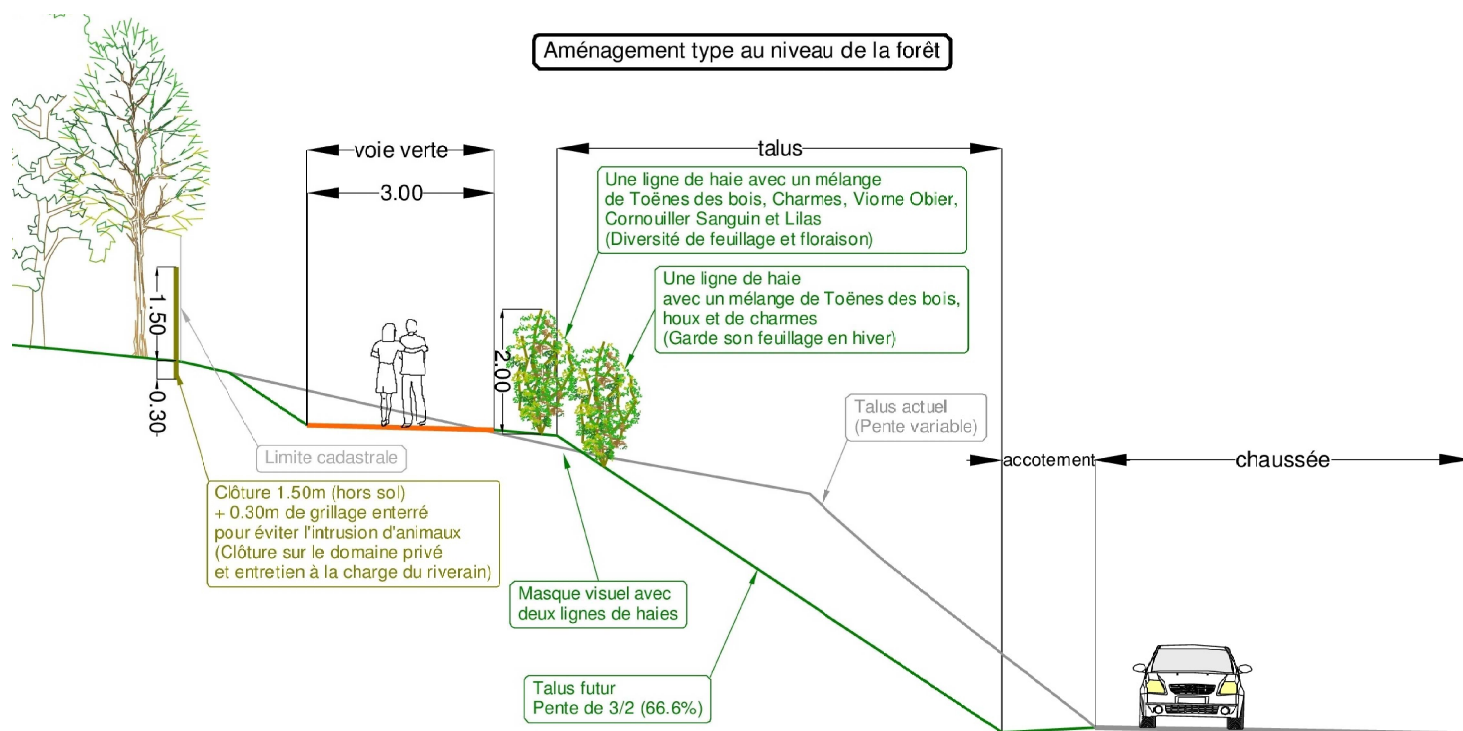 Aménagement type au niveau de la forêt
voie verte
talus
3.00
Une ligne de haie avec un mélange
de Toënes des bois, Charmes, Viorne Obier,
Cornouiller Sanguin et Lilas
(Diversité de feuillage et floraison)
Une ligne de haie
avec un mélange de Toënes des bois,
houx et de charmes
(Garde son feuillage en hiver)
1.50
2.00
0.30
Talus actuel
(Pente variable)
Limite cadastrale
accotement
chaussée
Clôture 1.50m (hors sol)
+ 0.30m de grillage enterré
pour éviter l'intrusion d'animaux
(Clôture sur le domaine privé
et entretien à la charge du riverain)
Masque visuel avec
deux lignes de haies
Talus futur
Pente de 3/2 (66.6%)